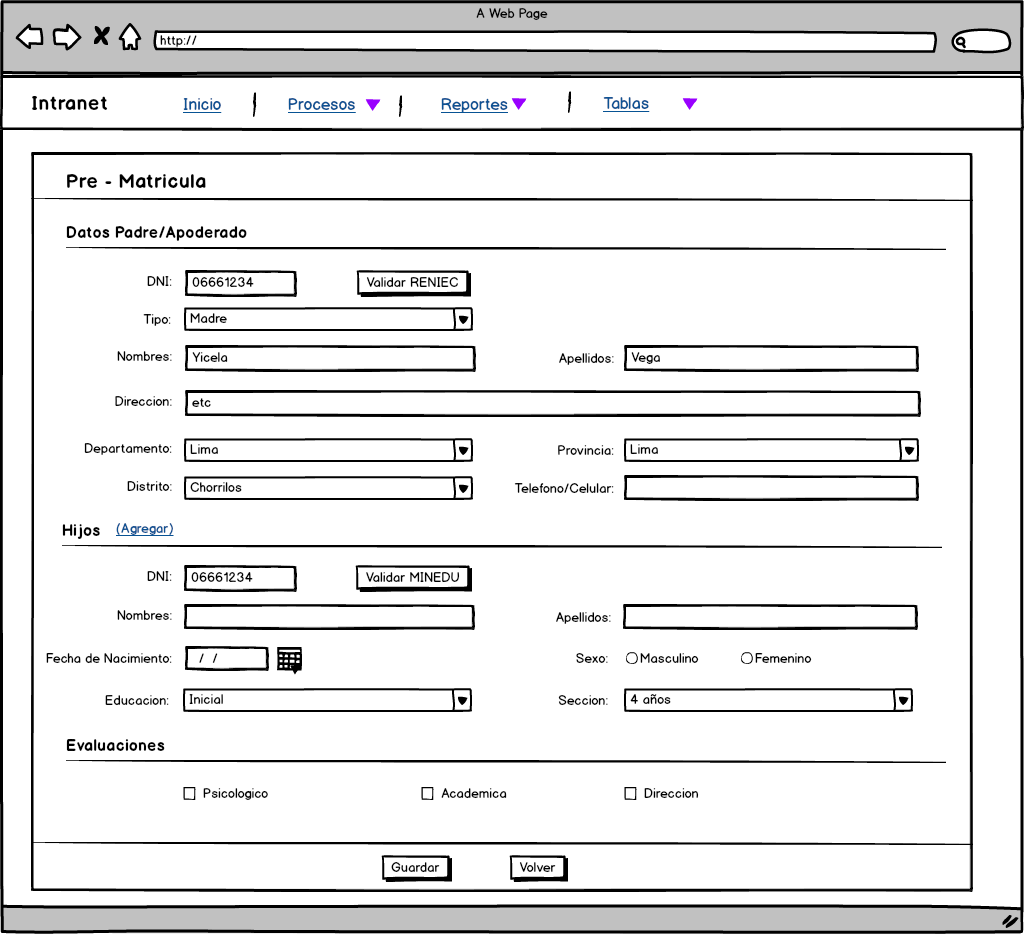 A Web Page
http://
Intranet Inicio Procesos Reportes Tablas
Pre - Matricula
Datos Padre/Apoderado
DNI: 06661234 Validar RENIEC
Tipo: Madre
Nombres: Yicela Apellidos: Vega
Direccion: etc
Departamento: Lima Provincia: Lima
Distrito: Chorrilos Telefono/Celular:
Hijos (Agregar)
DNI: 06661234 Validar MINEDU
Nombres: Apellidos:
Fecha de Nacimiento: / / Sexo: Masculino Femenino
Educacion: Inicial Seccion: 4 años
Evaluaciones
Psicologico Academica Direccion
Guardar Volver